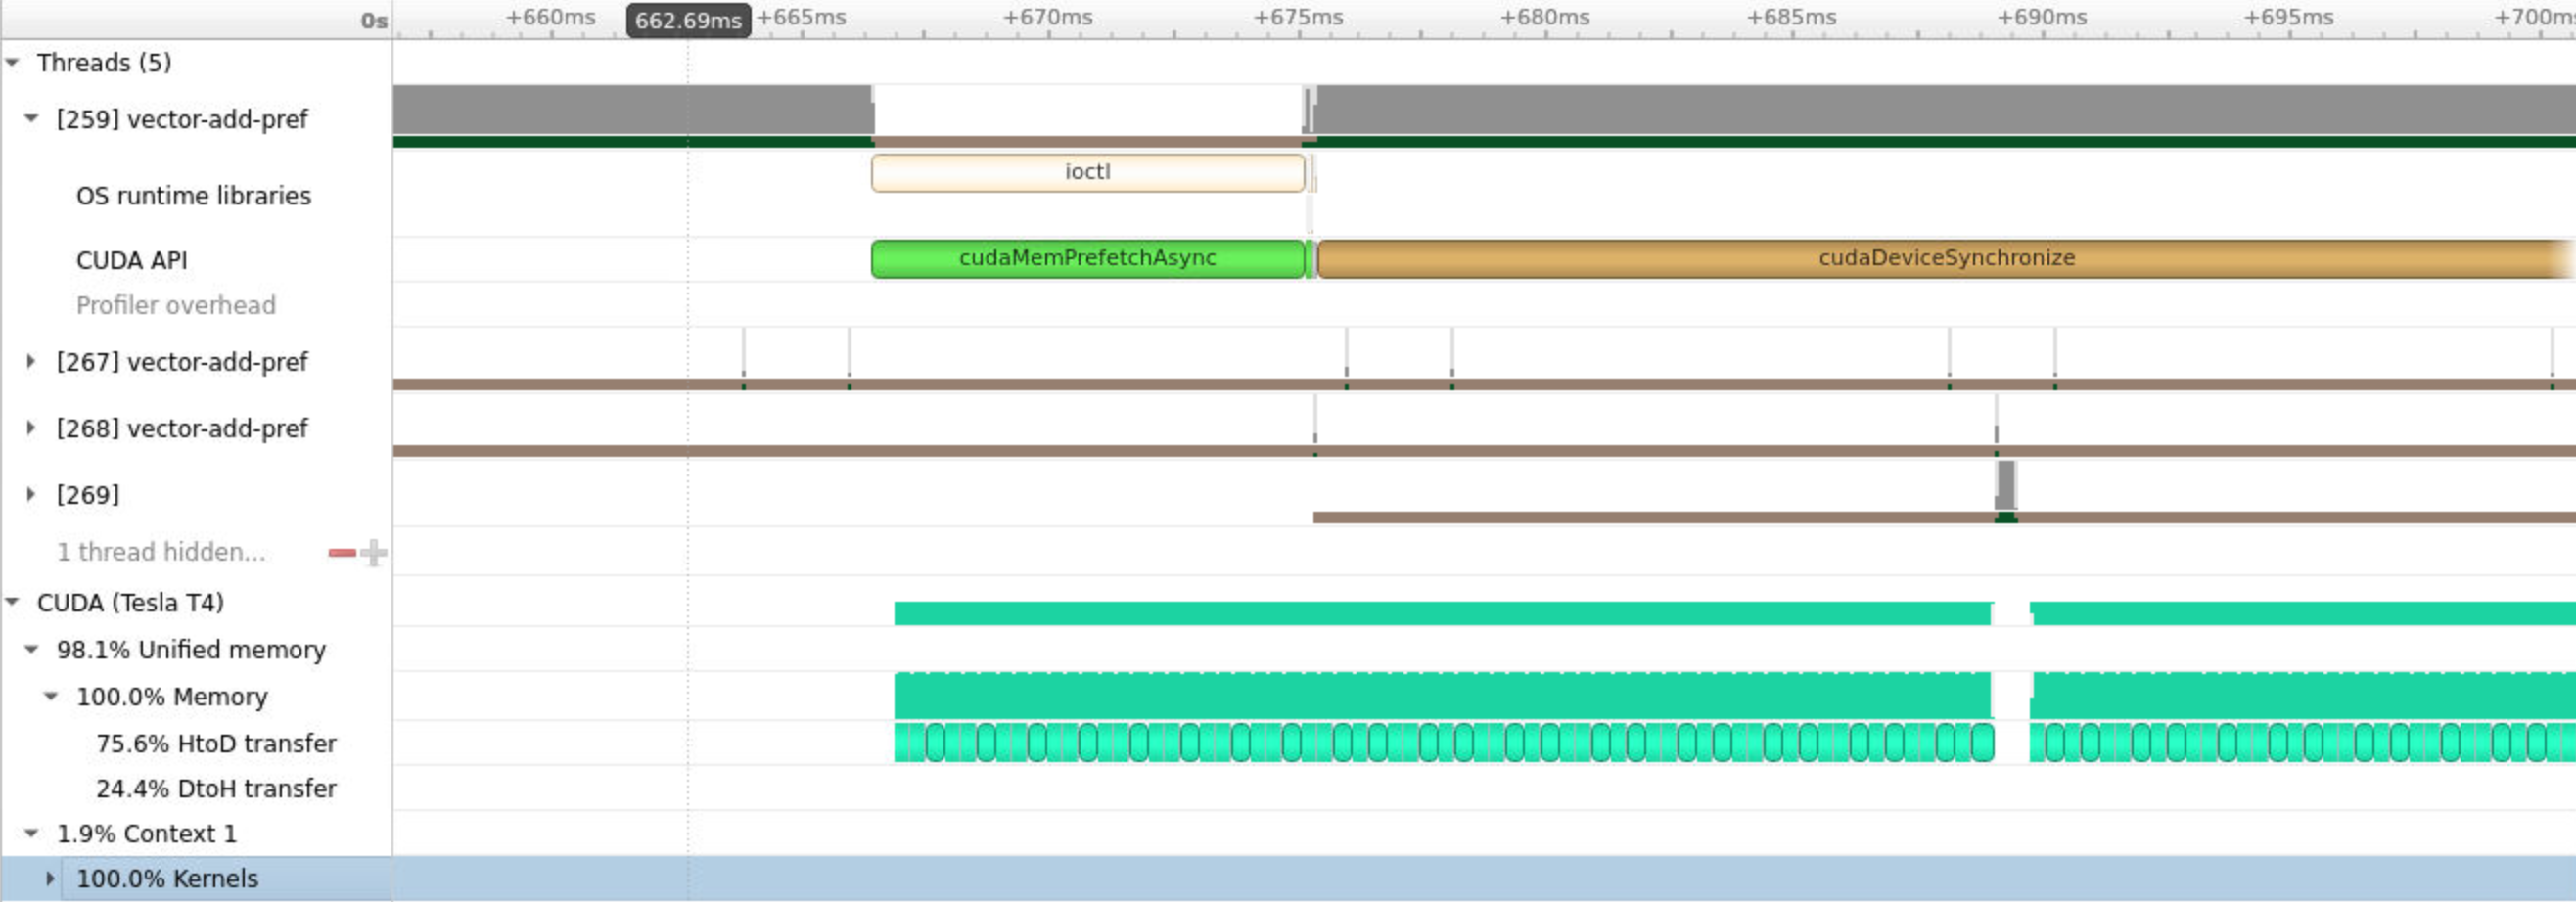 0s +660ms 662.69ms +665ms +670ms +675ms +680ms +685ms +690ms +695ms +700ms
Threads (5)
[259] vector-add-pref
ioctl
OS runtime libraries
CUDA API cudaMemPrefetchAsync cudaDeviceSynchronize
Profiler overhead
[267] vector-add-pref
[268] vector-add-pref
[269]
1 thread hidden...
CUDA (Tesla T4)
98.1% Unified memory
100.0% Memory
75.6% HtoD transfer
24.4% DtoH transfer
1.9% Context 1
100.0% Kernels